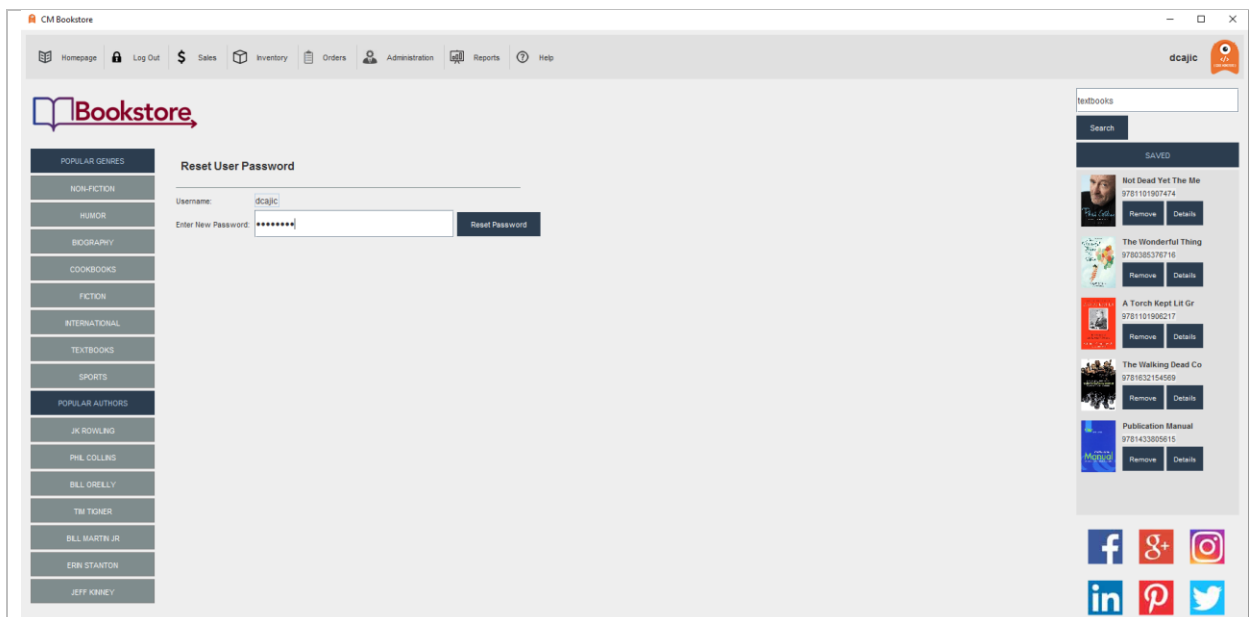 CM Bookstore
Homepage Log Out $ Sales Inventory Orders Administration Reports ? Help
dcajic
Bookstore
textbooks
Search
POPULAR GENRES
NON-FICTION
HUMOR
BIOGRAPHY
COOKBOOKS
FICTION
INTERNATIONAL
TEXTBOOKS
SPORTS
POPULAR AUTHORS
JK ROWLING
PHIL COLLINS
BILL OREILLY
TIM TIGNER
BILL MARTIN JR
ERIN STANTON
JEFF KINNEY
Reset User Password
Username: dcajic
Enter New Password: ••••••••
Reset Password
SAVED
Not Dead Yet The Me
9781101907474
Remove Details
The Wonderful Thing
9780385376716
Remove Details
A Torch Kept Lit Gr
9781101906217
Remove Details
The Walking Dead Co
9781632154569
Remove Details
Publication Manual
9781433805615
Remove Details
Manual
f g+
in